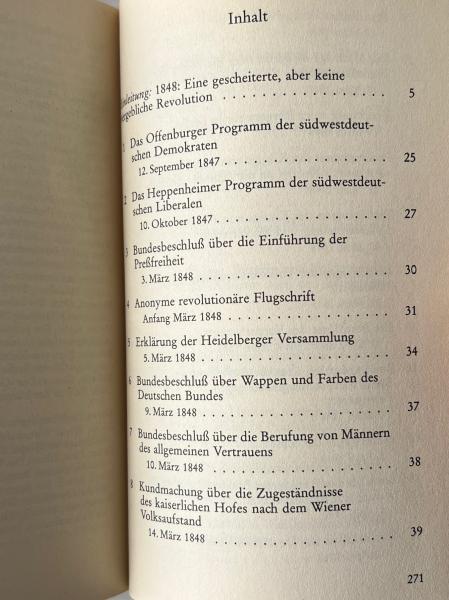 Inhalt
Einleitung: 1848: Eine gescheiterte, aber keine
vergebliche Revolution . . . . . . . . . . . . . . . . . 5
1 Das Offenburger Programm der südwestdeut-
schen Demokraten
12. September 1847 . . . . . . . . . . . . . . . . . 25
2 Das Heppenheimer Programm der südwestdeut-
schen Liberalen
10. Oktober 1847 . . . . . . . . . . . . . . . . . . 27
3 Bundesbeschluß über die Einführung der
Preßfreiheit
3. März 1848 . . . . . . . . . . . . . . . . . . . . 30
4 Anonyme revolutionäre Flugschrift
Anfang März 1848 . . . . . . . . . . . . . . . . . 31
5 Erklärung der Heidelberger Versammlung
5. März 1848 . . . . . . . . . . . . . . . . . . . . 34
6 Bundesbeschluß über Wappen und Farben des
Deutschen Bundes
9. März 1848 . . . . . . . . . . . . . . . . . . . . 37
7 Bundesbeschluß über die Berufung von Männern
des allgemeinen Vertrauens
10. März 1848 . . . . . . . . . . . . . . . . . . . 38
8 Kundmachung über die Zugeständnisse
des kaiserlichen Hofes nach dem Wiener
Volksaufstand
14. März 1848 . . . . . . . . . . . . . . . . . . . 39
271